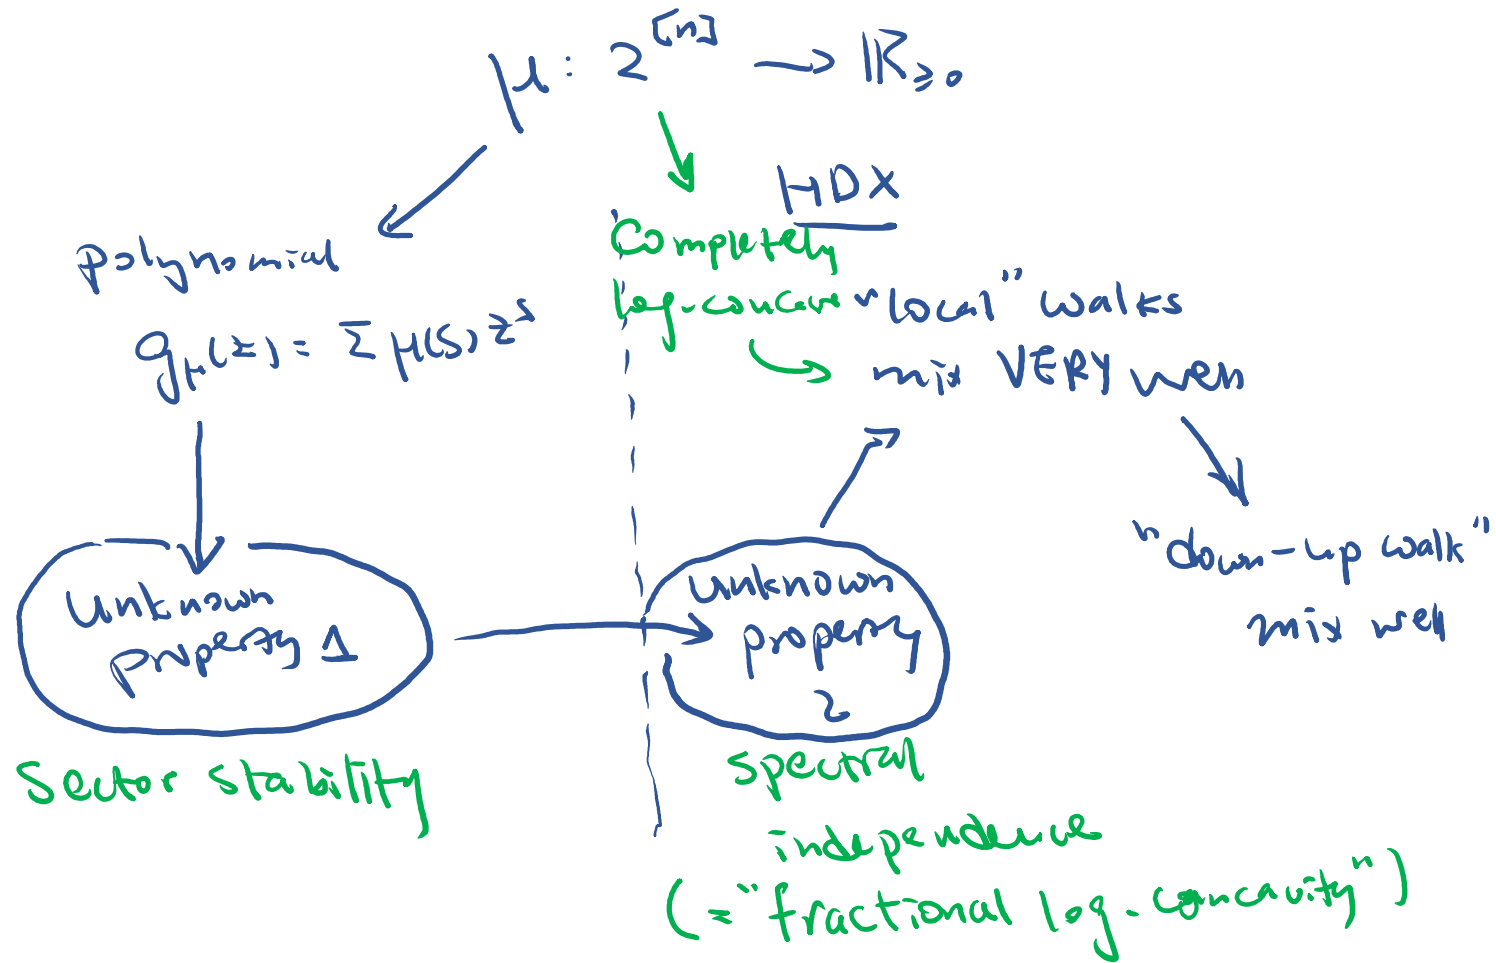 μ: 2^[n] → ℝ≥0
HDX
polynomial
g_μ(z) = Σ μ(S) z^S
Completely
log-concave
"local" walks
mix VERY well
"down-up walk"
mix well
unknown
property 1
unknown
property
2
Sector stability
spectral
independence
(="fractional log-concavity")